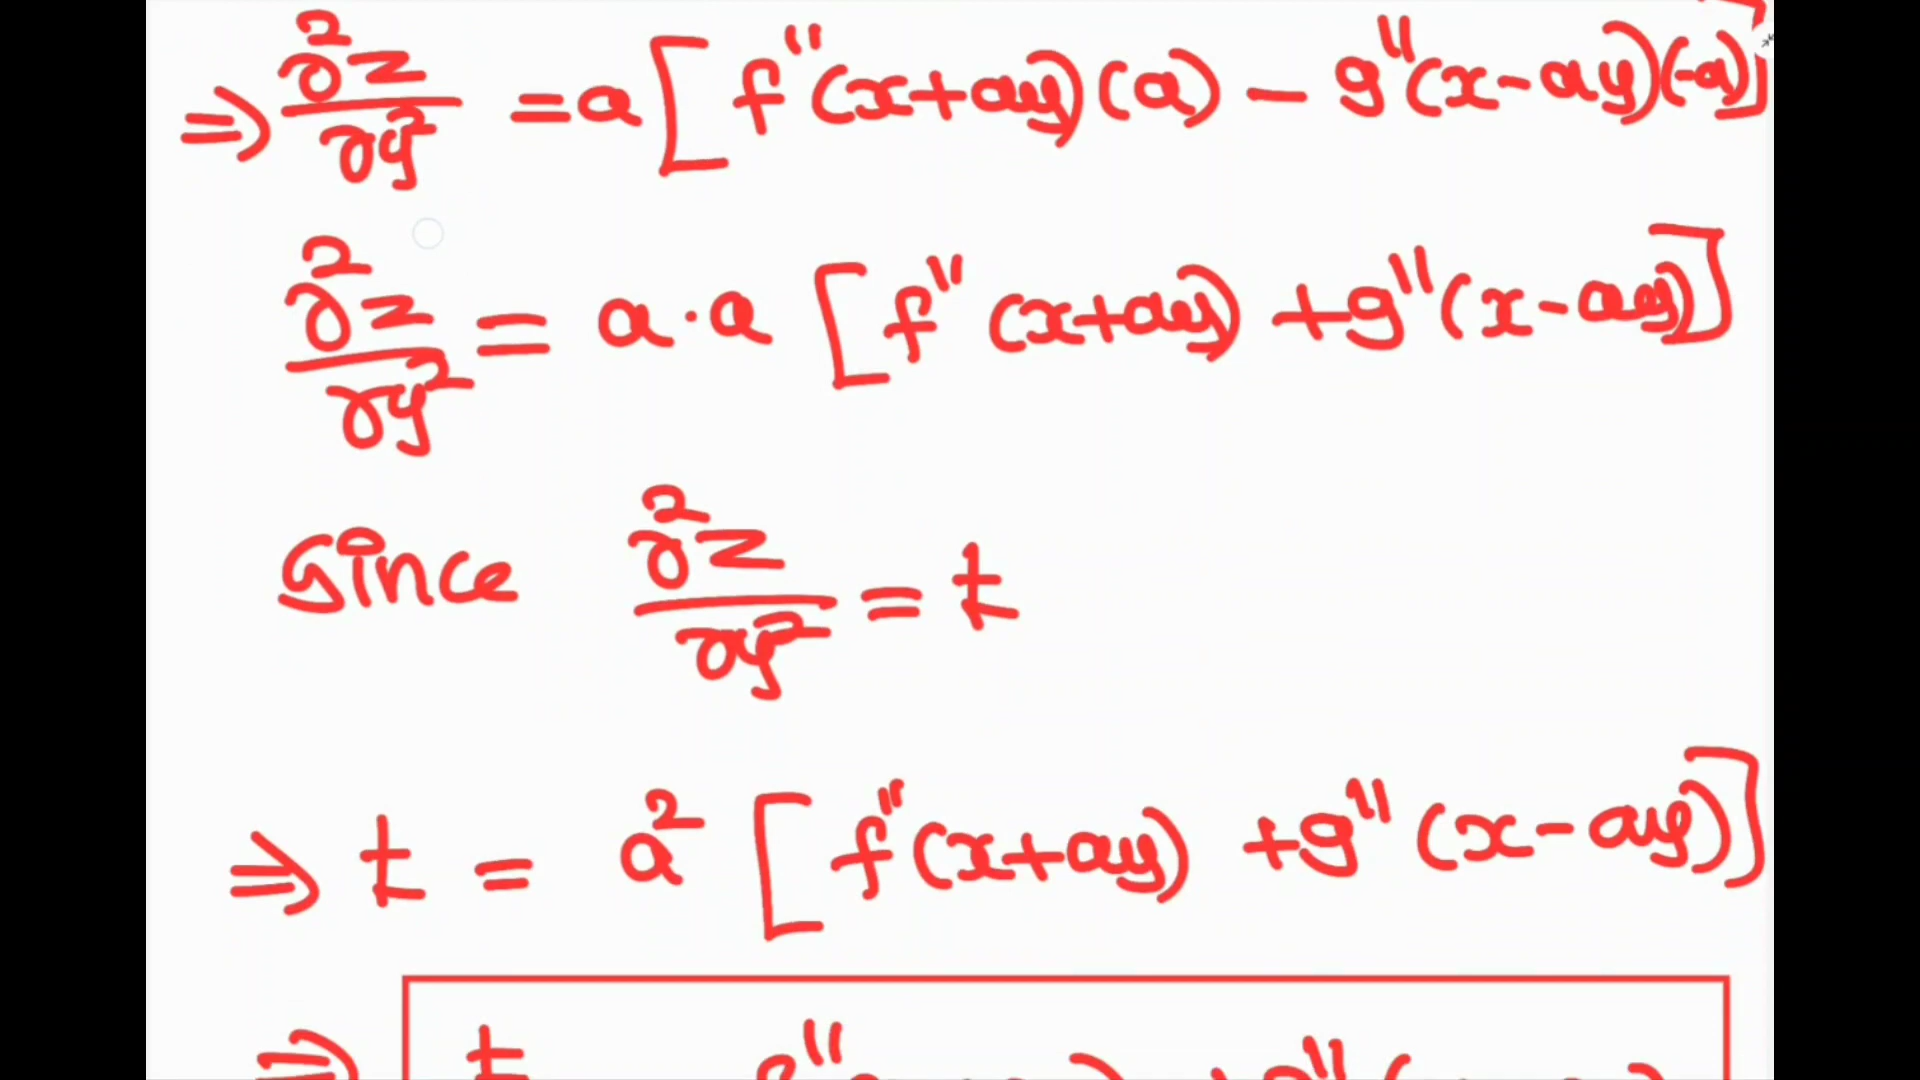 ⇒ ∂²z/∂y² = a [ f''(x+ay)(a) − g''(x−ay)(-a) ]
∂²z/∂y² = a·a [ f''(x+ay) + g''(x−ay) ]
Since ∂²z/∂y² = t
⇒ t = a² [ f''(x+ay) + g''(x−ay) ]
⇒ t